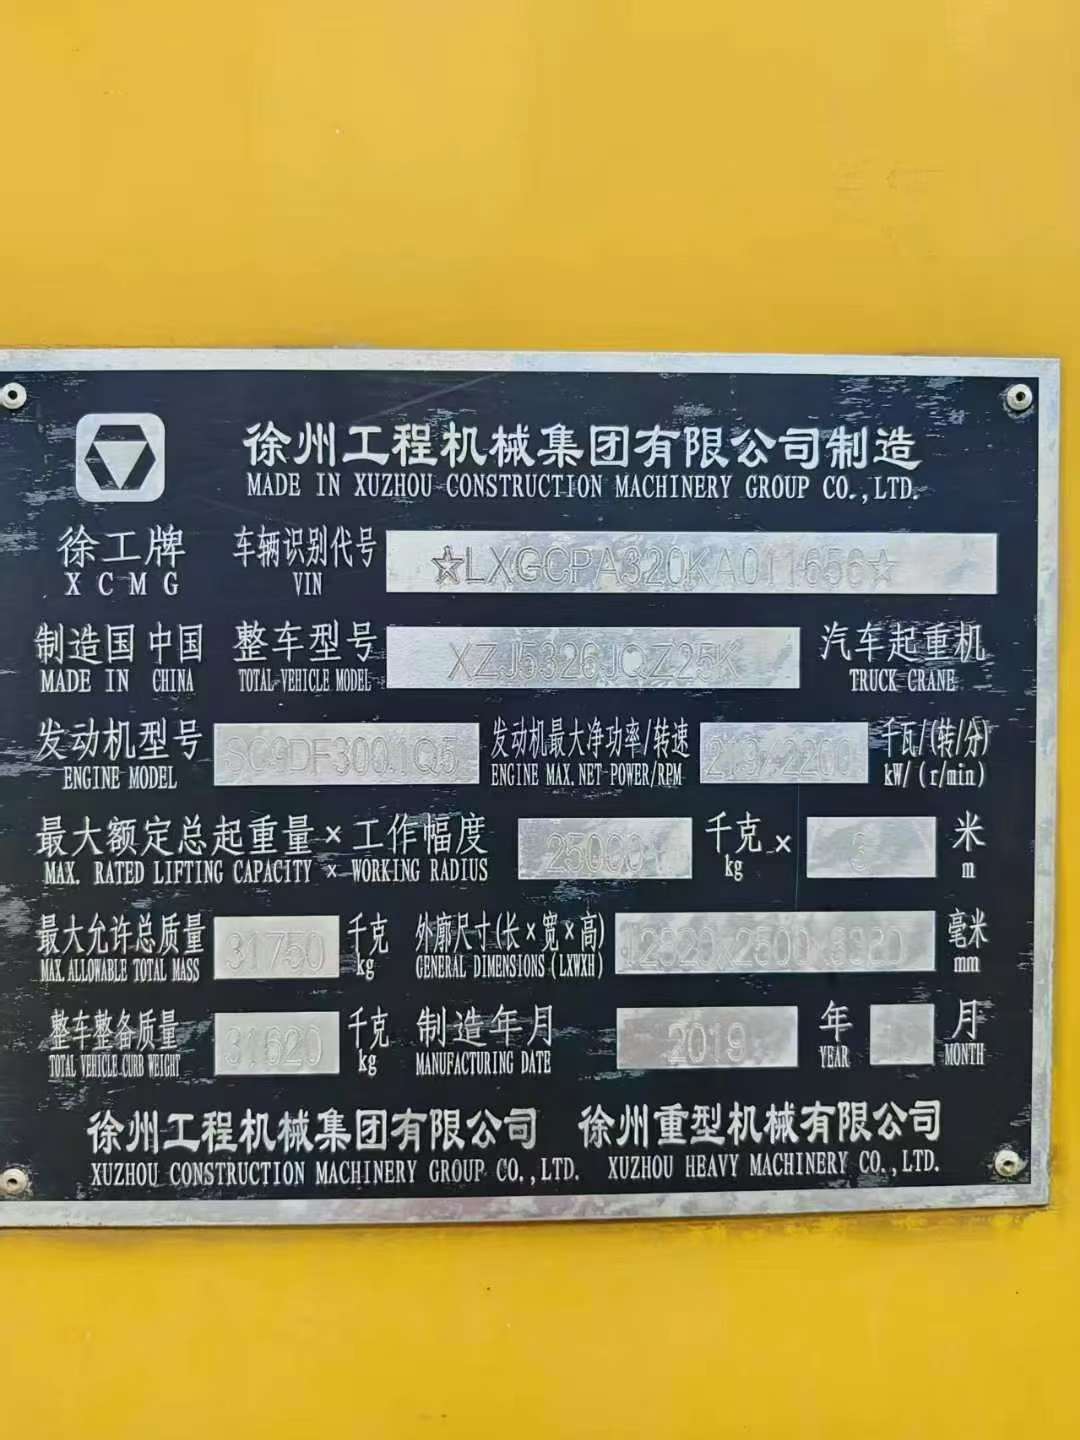 徐州工程机械集团有限公司制造
MADE IN XUZHOU CONSTRUCTION MACHINERY GROUP CO.,LTD.
徐工牌 车辆识别代号 ☆LXGCPA320KA011656☆
XCMG VIN
制造国 中国 整车型号 XZJ5326JQZ25K 汽车起重机
MADE IN CHINA TOTAL VEHICLE MODEL TRUCK CRANE
发动机型号 SC9DF300.1Q5 发动机最大净功率/转速 219/2200 千瓦/(转/分)
ENGINE MODEL ENGINE MAX. NET POWER/RPM kW/(r/min)
最大额定总起重量×工作幅度 25000 千克 × 3 米
MAX. RATED LIFTING CAPACITY × WORKING RADIUS kg m
最大允许总质量 31750 千克 外廓尺寸(长×宽×高) 毫米
MAX. ALLOWABLE TOTAL MASS kg GENERAL DIMENSIONS(LXWXH) mm
整车整备质量 31620 千克 制造年月 2019 年 月
TOTAL VEHICLE CURB WEIGHT kg MANUFACTURING DATE YEAR MONTH
徐州工程机械集团有限公司 徐州重型机械有限公司
XUZHOU CONSTRUCTION MACHINERY GROUP CO.,LTD. XUZHOU HEAVY MACHINERY CO.,LTD.